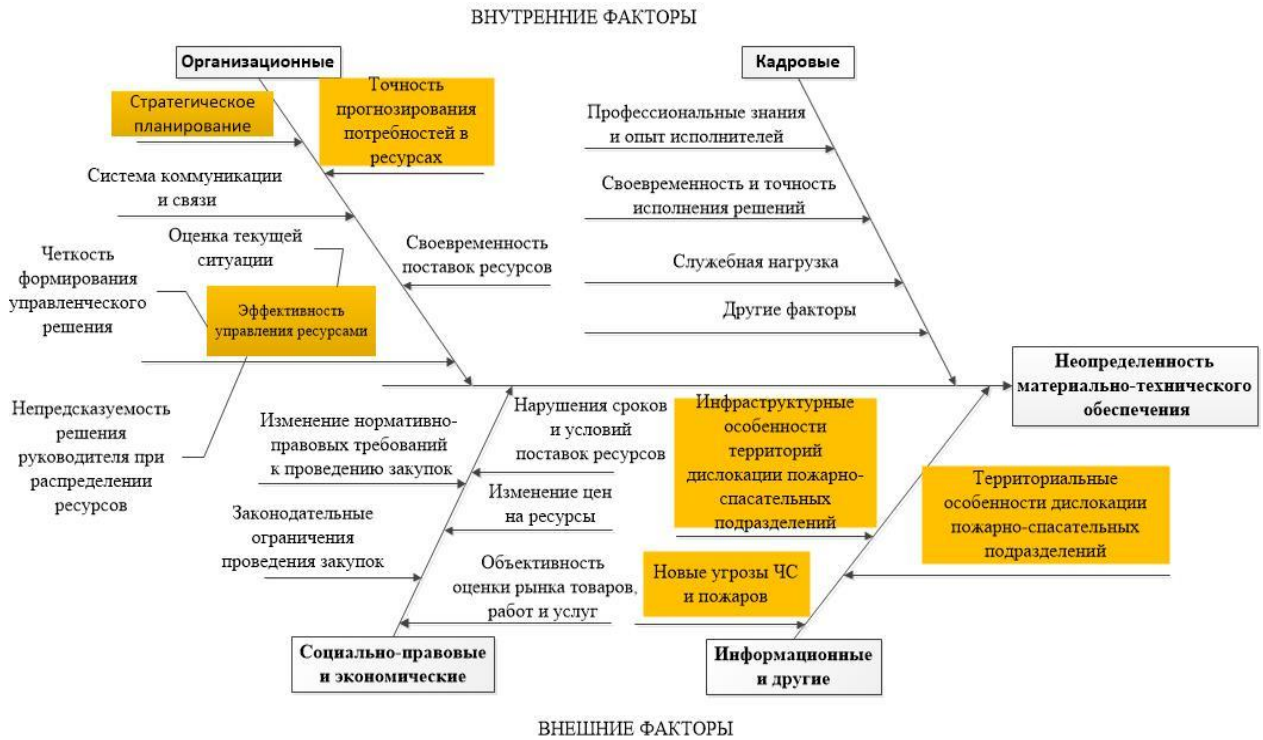 ВНУТРЕННИЕ ФАКТОРЫ
Организационные
Стратегическое
планирование
Точность
прогнозирования
потребностей в
ресурсах
Система коммуникации
и связи
Оценка текущей
ситуации
Своевременность
поставок ресурсов
Четкость
формирования
управленческого
решения
Эффективность
управления ресурсами
Непредсказуемость
решения
руководителя при
распределении
ресурсов
Кадровые
Профессиональные знания
и опыт исполнителей
Своевременность и точность
исполнения решений
Служебная нагрузка
Другие факторы
Неопределенность
материально-технического
обеспечения
Изменение нормативно-
правовых требований
к проведению закупок
Нарушения сроков
и условий
поставок ресурсов
Законодательные
ограничения
проведения закупок
Изменение цен
на ресурсы
Объективность
оценки рынка товаров,
работ и услуг
Социально-правовые
и экономические
Инфраструктурные
особенности
территорий
дислокации пожарно-
спасательных
подразделений
Территориальные
особенности дислокации
пожарно-спасательных
подразделений
Новые угрозы ЧС
и пожаров
Информационные
и другие
ВНЕШНИЕ ФАКТОРЫ